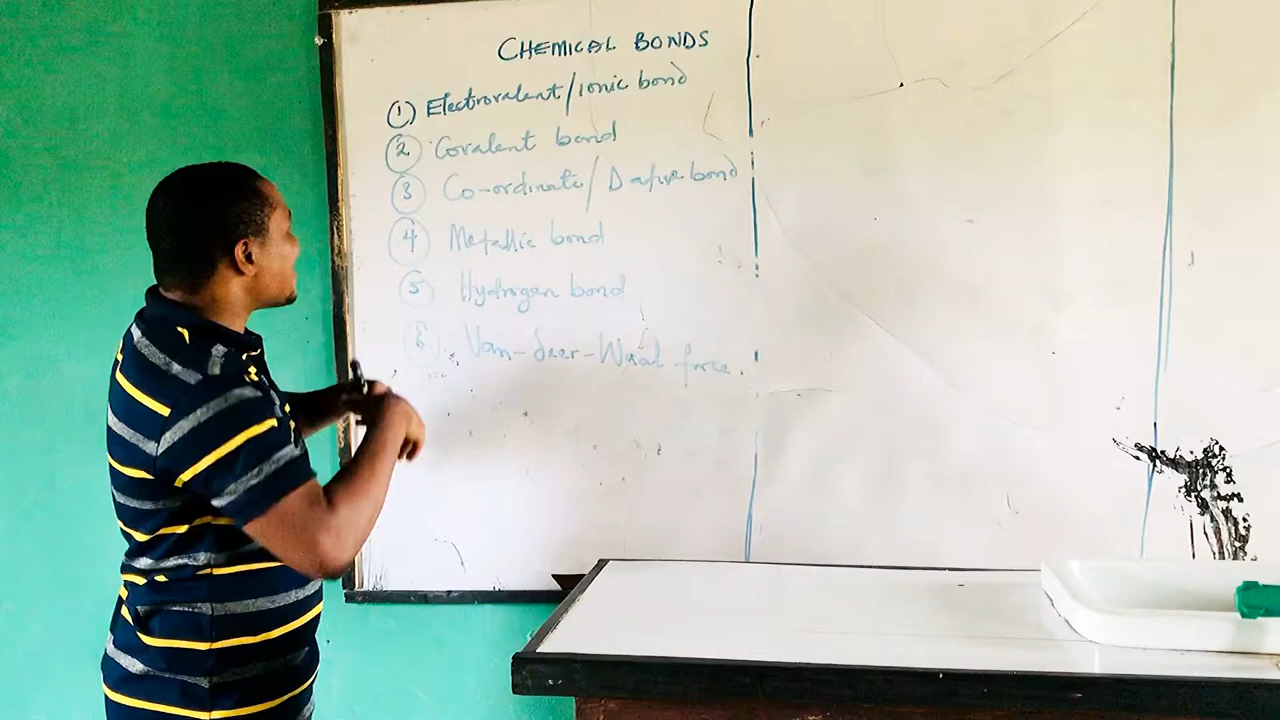 CHEMICAL BONDS
1 Electrovalent/ionic bond
2 Covalent bond
3 Co-ordinate/Dative bond
4 Metallic bond
5 Hydrogen bond
6 Van-deer-Waal force.